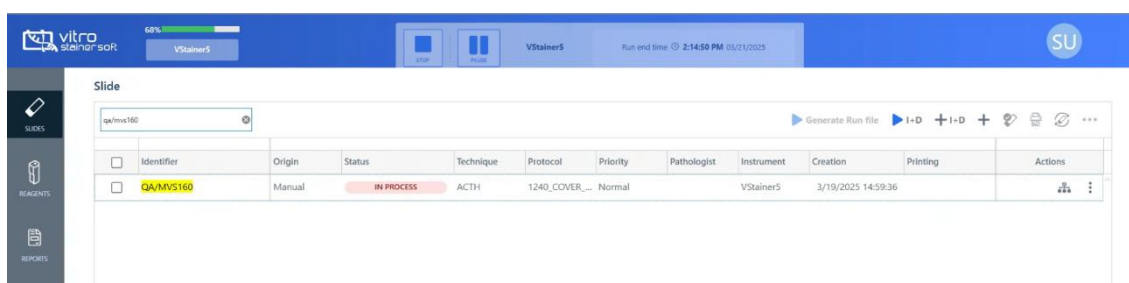 vitro
stainer soft
68%
VStainer5
STOP
PAUSE
VStainer5
Run end time 2:14:50 PM 03/21/2025
SU
SLIDES
REAGENTS
REPORTS
Slide
qa/mvs160
Generate Run file I+D I+D
Identifier Origin Status Technique Protocol Priority Pathologist Instrument Creation Printing Actions
QA/MVS160 Manual IN PROCESS ACTH 1240_COVER_... Normal VStainer5 3/19/2025 14:59:36